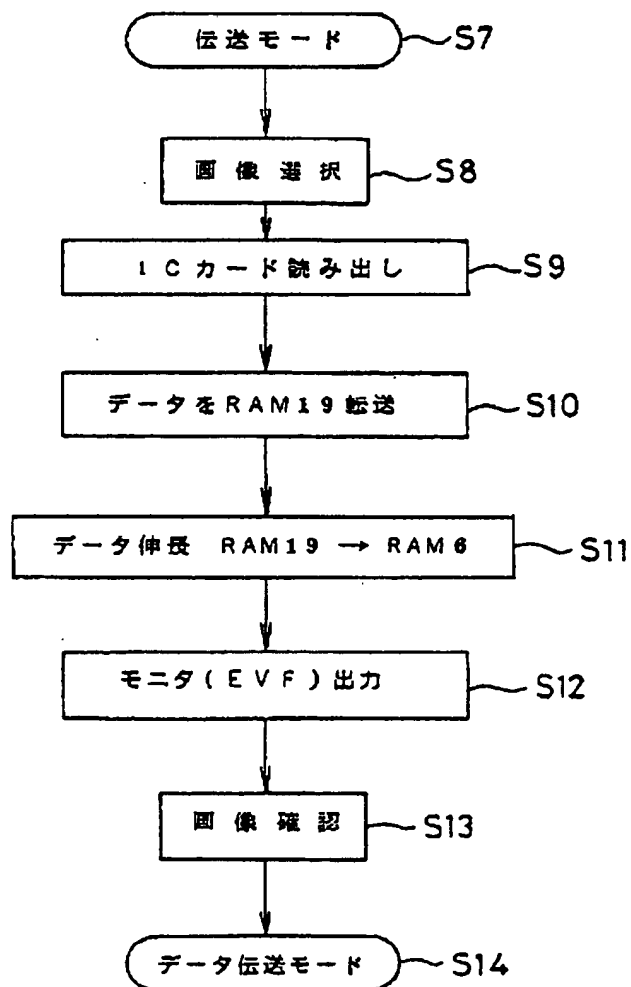 伝送モード S7
画像選択 S8
ICカード読み出し S9
データをRAM19転送 S10
データ伸長 RAM19 → RAM6 S11
モニタ(EVF)出力 S12
画像確認 S13
データ伝送モード S14